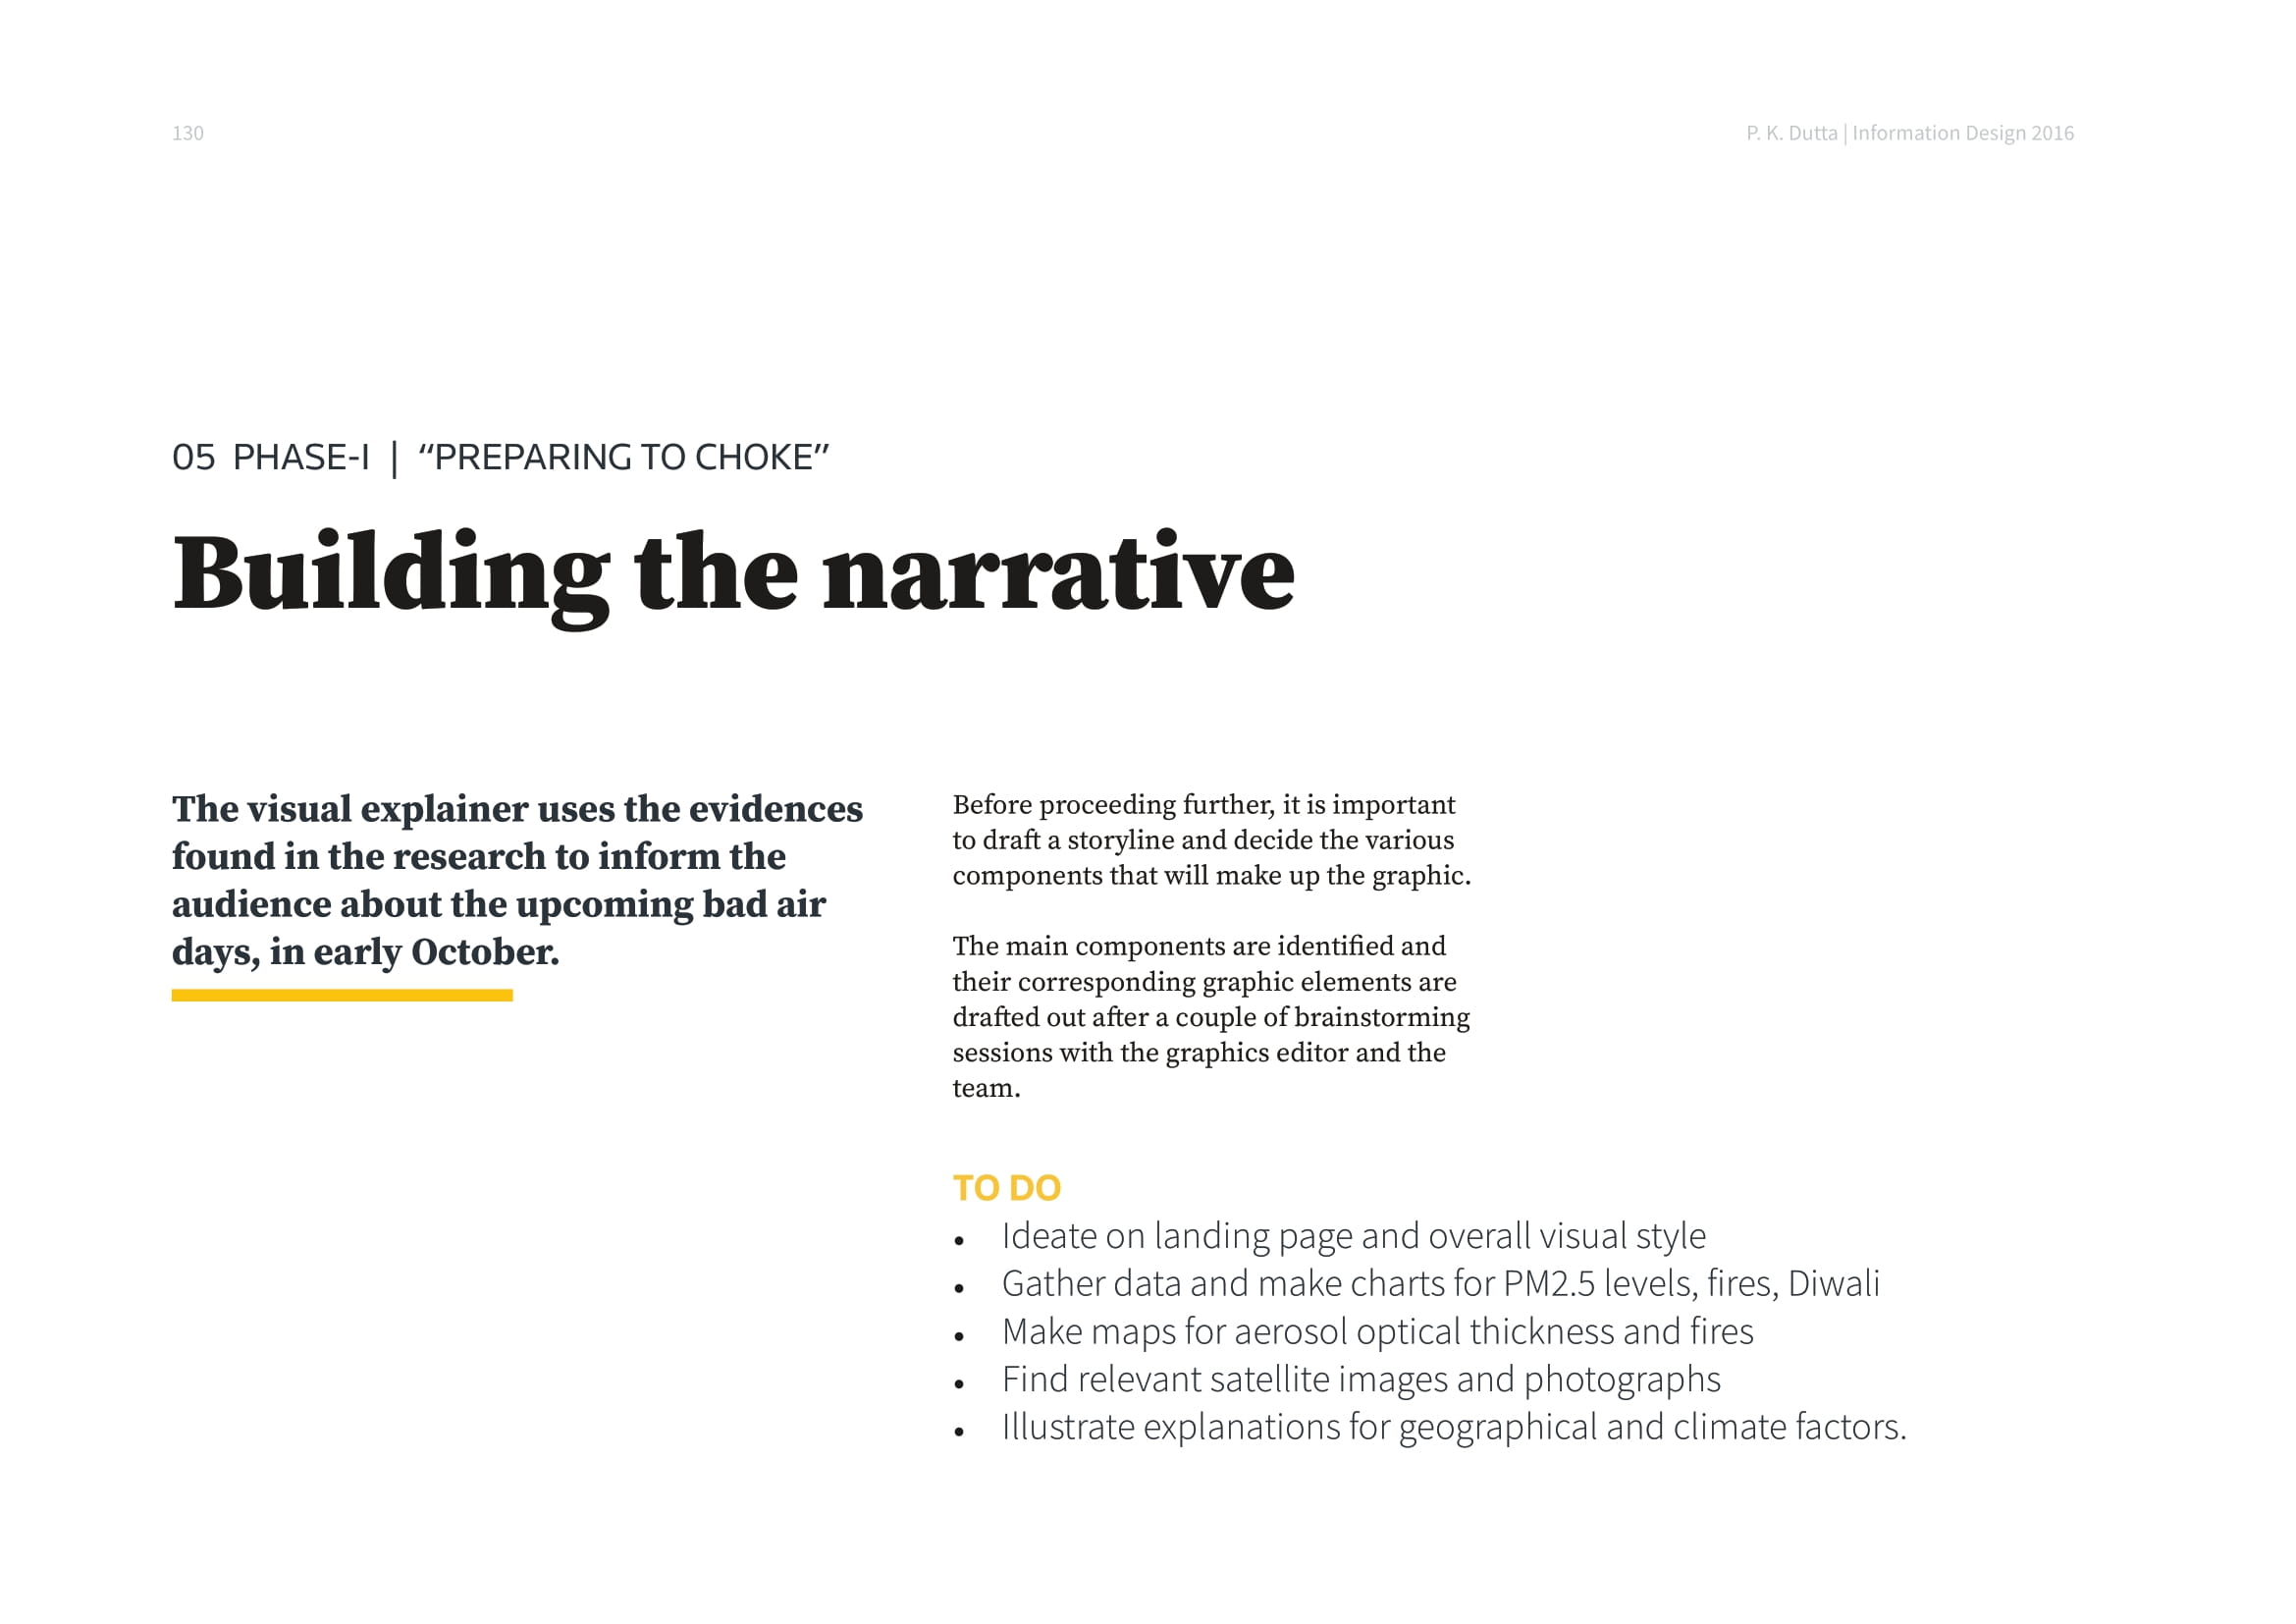 130
P. K. Dutta | Information Design 2016
05 PHASE-I | “PREPARING TO CHOKE”
Building the narrative
The visual explainer uses the evidences
found in the research to inform the
audience about the upcoming bad air
days, in early October.
Before proceeding further, it is important
to draft a storyline and decide the various
components that will make up the graphic.
The main components are identified and
their corresponding graphic elements are
drafted out after a couple of brainstorming
sessions with the graphics editor and the
team.
TO DO
• Ideate on landing page and overall visual style
• Gather data and make charts for PM2.5 levels, fires, Diwali
• Make maps for aerosol optical thickness and fires
• Find relevant satellite images and photographs
• Illustrate explanations for geographical and climate factors.